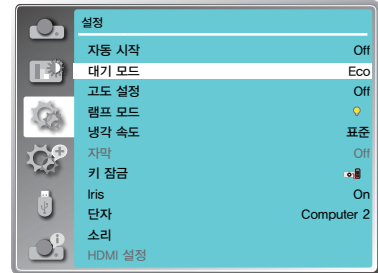 설정
자동 시작 Off
대기 모드 Eco
고도 설정 Off
램프 모드
냉각 속도 표준
자막 Off
키 잠금
Iris On
단자 Computer 2
소리
HDMI 설정